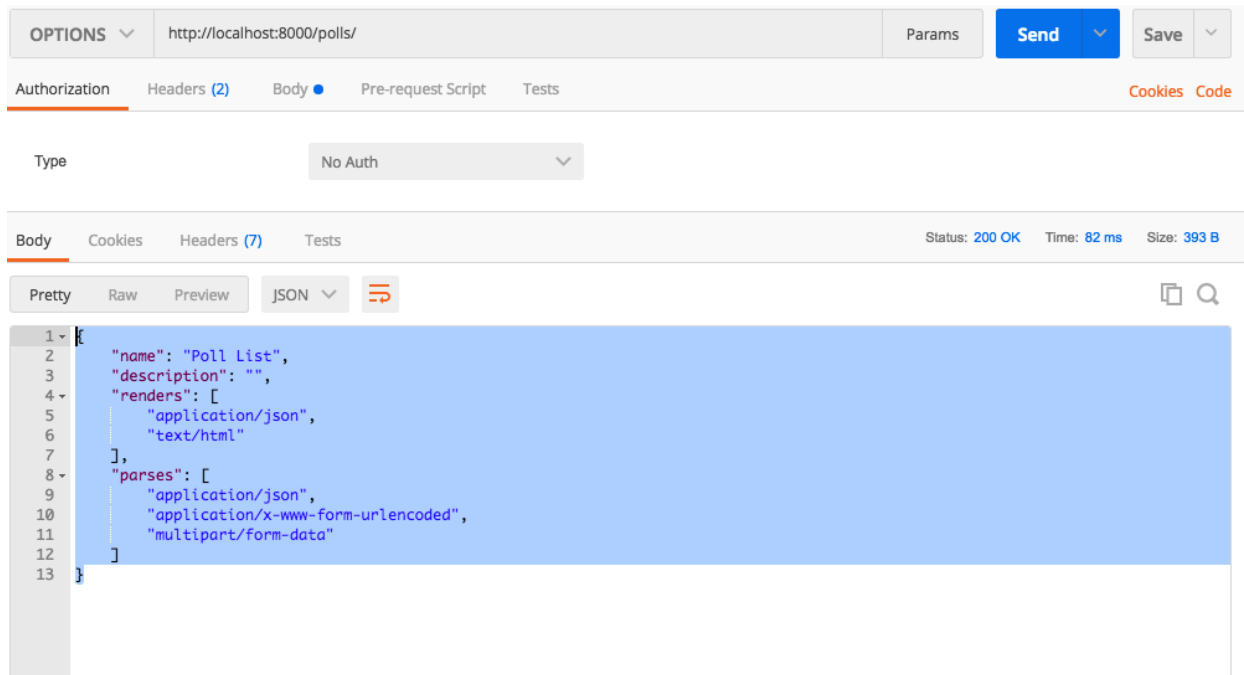 OPTIONS http://localhost:8000/polls/ Params Send Save
Authorization Headers (2) Body Pre-request Script Tests Cookies Code
Type No Auth
Body Cookies Headers (7) Tests Status: 200 OK Time: 82 ms Size: 393 B
Pretty Raw Preview JSON
1 {
2 "name": "Poll List",
3 "description": "",
4 "renders": [
5 "application/json",
6 "text/html"
7 ],
8 "parses": [
9 "application/json",
10 "application/x-www-form-urlencoded",
11 "multipart/form-data"
12 ]
13 }